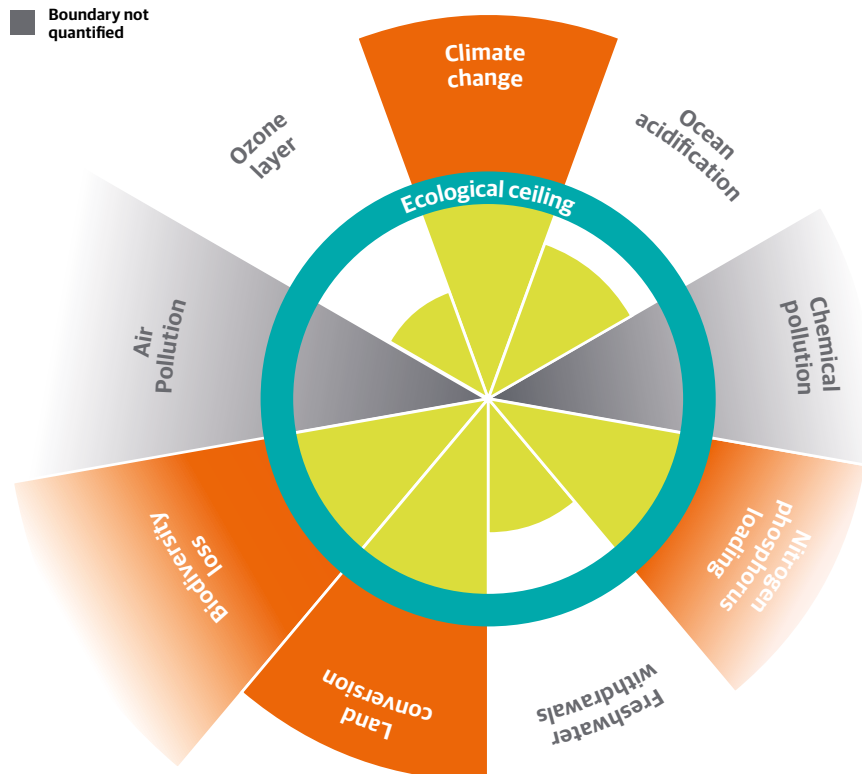 Boundary not
quantified
Climate
change
Ozone
layer
Ocean
acidification
Ecological ceiling
Air
Pollution
Chemical
pollution
Biodiversity
loss
Nitrogen
phosphorus
loading
Land
conversion
Freshwater
withdrawals